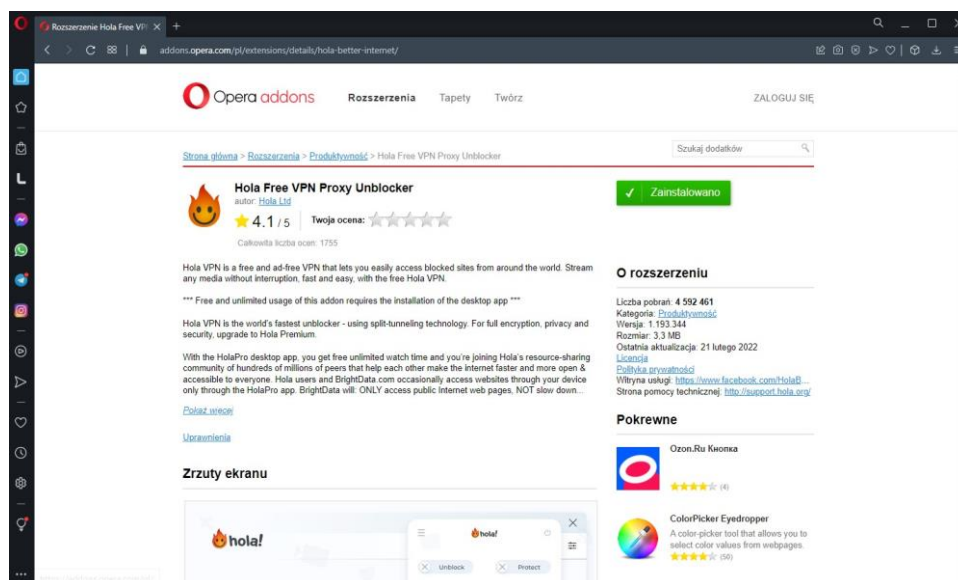 Rozszerzenie Hola Free VP
addons.opera.com/pl/extensions/details/hola-better-internet/
Opera addons
Rozszerzenia
Tapety
Twórz
ZALOGUJ SIĘ
Strona główna > Rozszerzenia > Produktywność > Hola Free VPN Proxy Unblocker
Szukaj dodatków
Hola Free VPN Proxy Unblocker
autor: Hola Ltd
4.1 / 5 Twoja ocena:
Całkowita liczba ocen: 1755
Zainstalowano
Hola VPN is a free and ad-free VPN that lets you easily access blocked sites from around the world. Stream
any media without interruption, fast and easy, with the free Hola VPN.
*** Free and unlimited usage of this addon requires the installation of the desktop app ***
Hola VPN is the world's fastest unblocker - using split-tunneling technology. For full encryption, privacy and
security, upgrade to Hola Premium.
With the HolaPro desktop app, you get free unlimited watch time and you're joining Hola's resource-sharing
community of hundreds of millions of peers that help each other make the internet faster and more open &
accessible to everyone. Hola users and BrightData.com occasionally access websites through your device
only through the HolaPro app. BrightData will: ONLY access public Internet web pages, NOT slow down...
Pokaż więcej
Uprawnienia
Zrzuty ekranu
hola!
hola!
Unblock
Protect
O rozszerzeniu
Liczba pobrań: 4 592 461
Kategoria: Produktywność
Wersja: 1.193.344
Rozmiar: 3,3 MB
Ostatnia aktualizacja: 21 lutego 2022
Licencja
Polityka prywatności
Witryna usługi: https://www.facebook.com/HolaB...
Strona pomocy technicznej: http://support.hola.org/
Pokrewne
Ozon.Ru Кнопка
(4)
ColorPicker Eyedropper
A color-picker tool that allows you to
select color values from webpages.
(50)